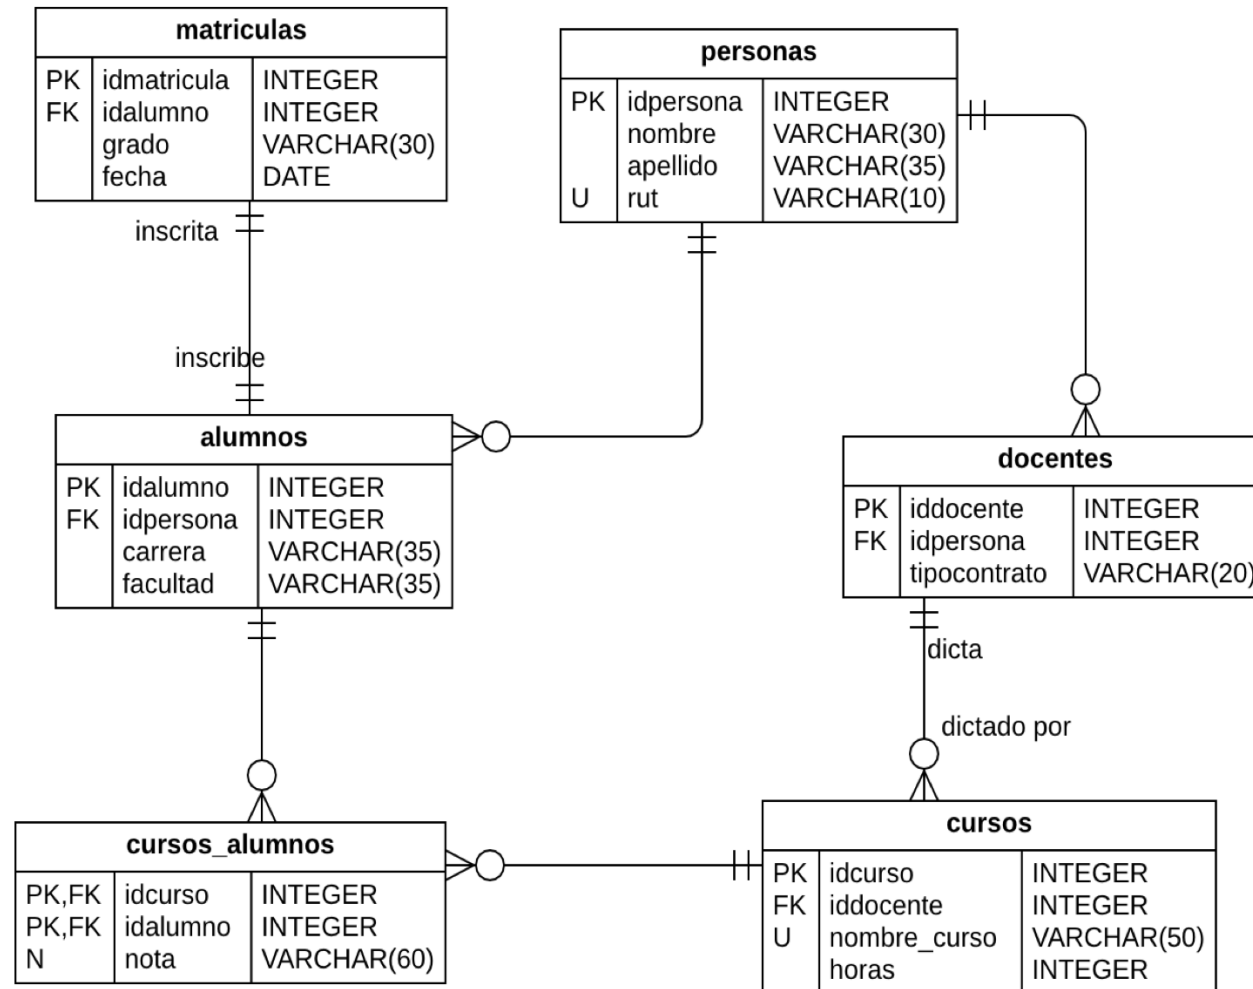 matriculas
PK idmatricula INTEGER
FK idalumno INTEGER
grado VARCHAR(30)
fecha DATE
inscrita
inscribe
personas
PK idpersona INTEGER
nombre VARCHAR(30)
apellido VARCHAR(35)
U rut VARCHAR(10)
alumnos
PK idalumno INTEGER
FK idpersona INTEGER
carrera VARCHAR(35)
facultad VARCHAR(35)
docentes
PK iddocente INTEGER
FK idpersona INTEGER
tipocontrato VARCHAR(20)
dicta
dictado por
cursos_alumnos
PK,FK idcurso INTEGER
PK,FK idalumno INTEGER
N nota VARCHAR(60)
cursos
PK idcurso INTEGER
FK iddocente INTEGER
U nombre_curso VARCHAR(50)
horas INTEGER